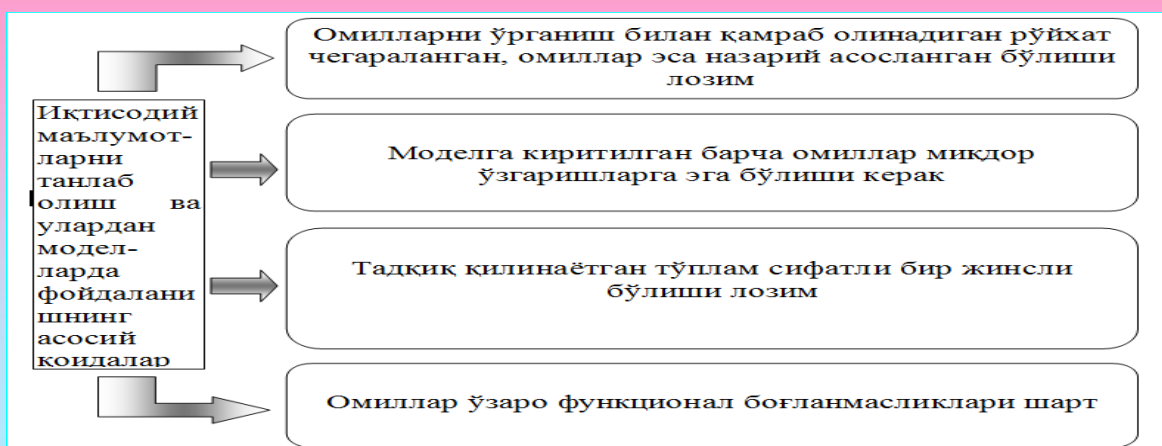 Омилларни ўрганиш билан қамраб олинадиган рўйхат
чегараланган, омиллар эса назарий асосланган бўлиши
лозим
Иқтисодий
маълумот-
ларни
танлаб
олиш ва
улардан
модел-
ларда
фойдалани
шнинг
асосий
қоидалар
Моделга киритилган барча омиллар миқдор
ўзгаришларга эга бўлиши керак
Тадқиқ қилинаётган тўплам сифатли бир жинсли
бўлиши лозим
Омиллар ўзаро функционал боғланмасликлари шарт